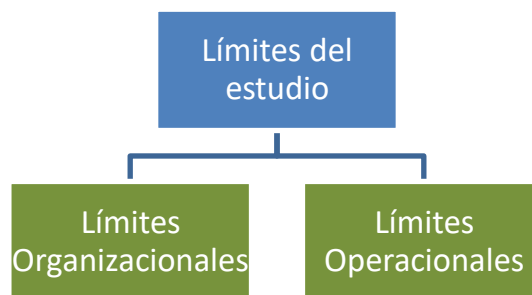 Límites del
estudio
Límites
Organizacionales
Límites
Operacionales